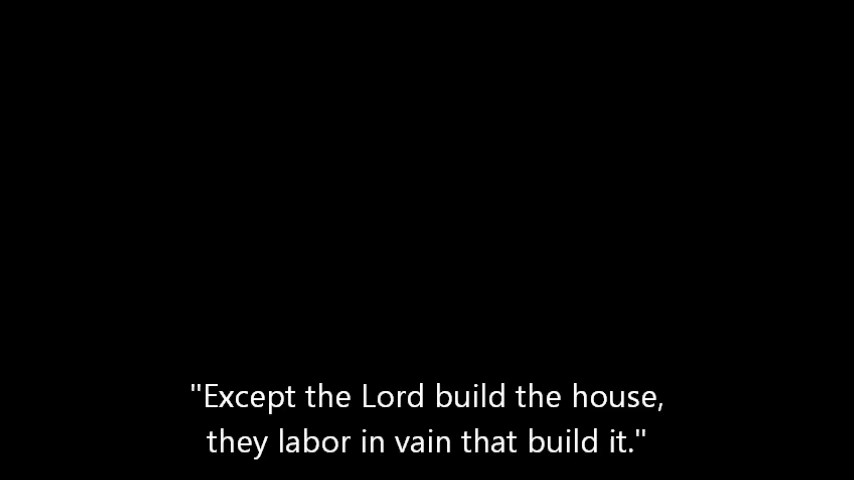 "Except the Lord build the house,
they labor in vain that build it."